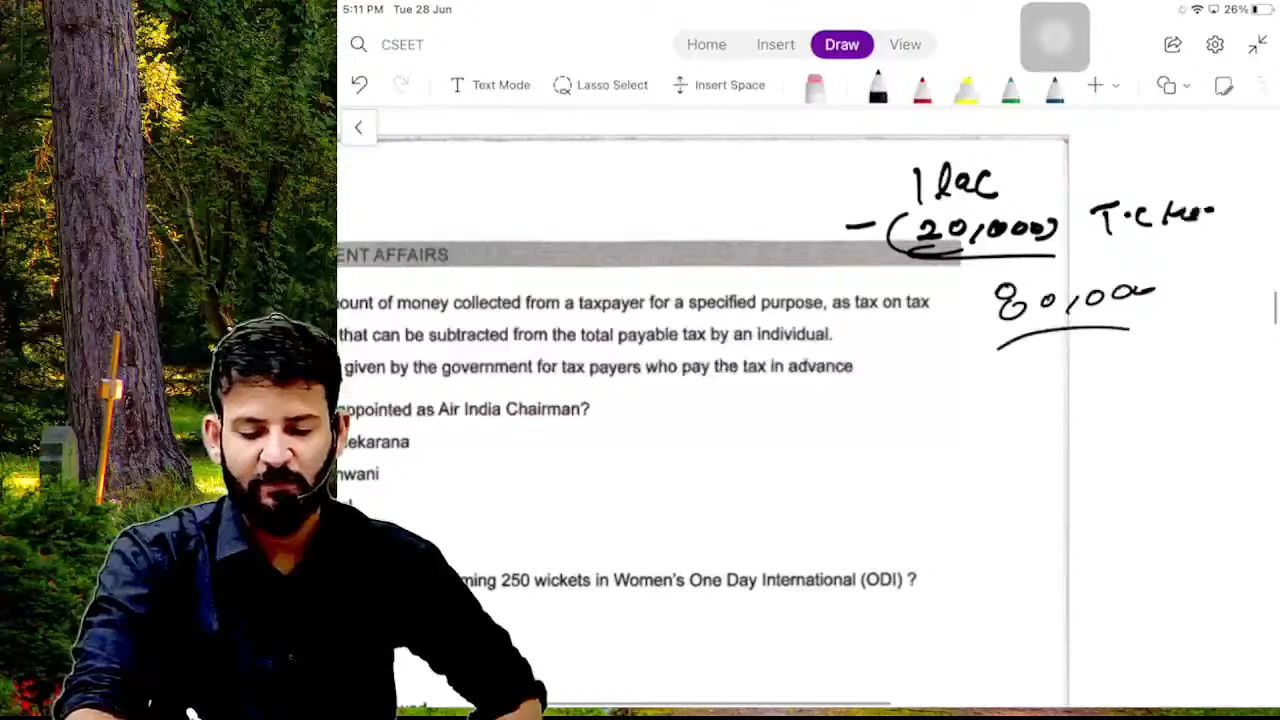 5:11 PM Tue 28 Jun
26%
CSEET
Home Insert Draw View
Text Mode Lasso Select Insert Space
1 lac
- (20,000)
80,000
ENT AFFAIRS
ount of money collected from a taxpayer for a specified purpose, as tax on tax
that can be subtracted from the total payable tax by an individual.
given by the government for tax payers who pay the tax in advance
appointed as Air India Chairman?
ekarana
nwani
ming 250 wickets in Women's One Day International (ODI) ?